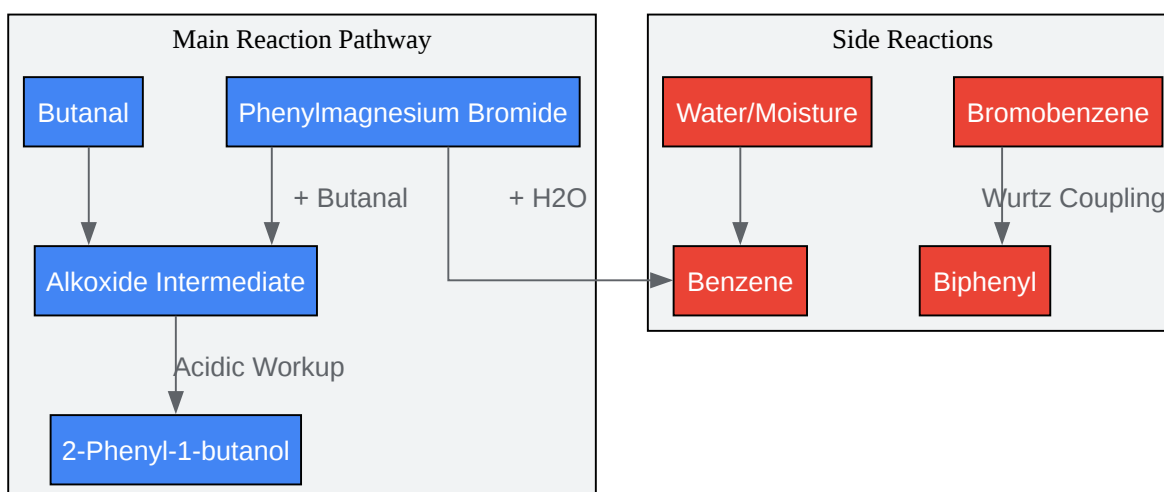 Main Reaction Pathway
Butanal
Phenylmagnesium Bromide
+ Butanal
+ H2O
Alkoxide Intermediate
Acidic Workup
2-Phenyl-1-butanol
Side Reactions
Water/Moisture
Bromobenzene
Wurtz Coupling
Benzene
Biphenyl